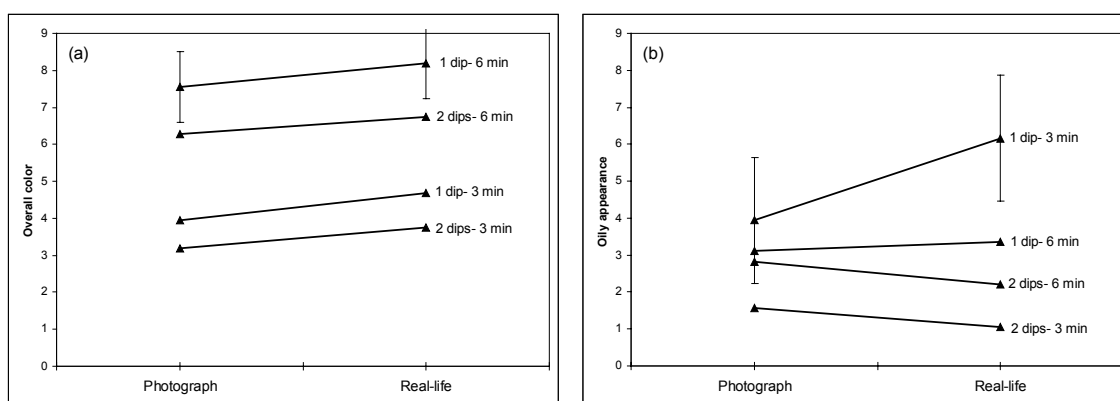 (a)
Overall color
9
8
7
6
5
4
3
2
1
0
1 dip- 6 min
2 dips- 6 min
1 dip- 3 min
2 dips- 3 min
Photograph
Real-life
(b)
Oily appearance
9
8
7
6
5
4
3
2
1
0
1 dip- 3 min
1 dip- 6 min
2 dips- 6 min
2 dips- 3 min
Photograph
Real-life